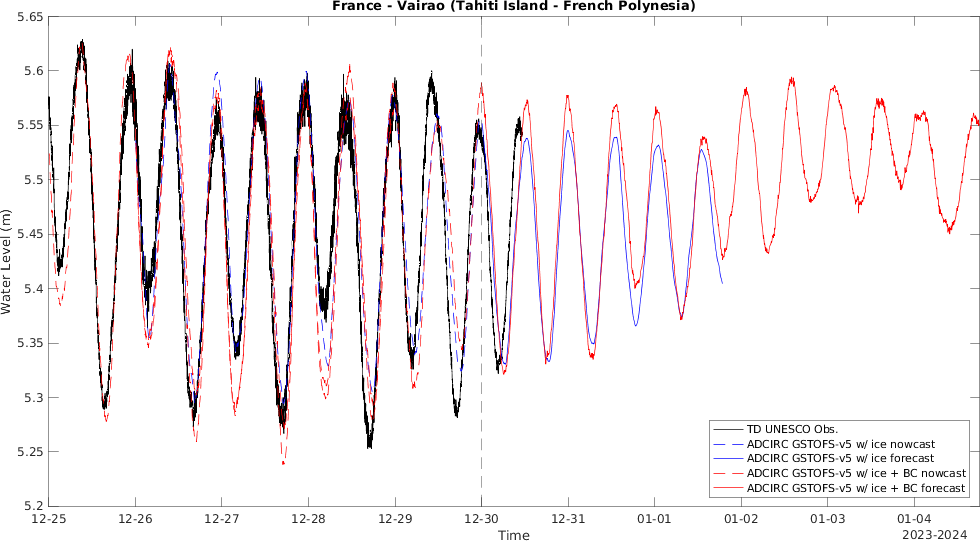 France - Vairao (Tahiti Island - French Polynesia)
5.65
5.6
5.55
5.5
5.45
5.4
5.35
5.3
5.25
5.2
Water Level (m)
TD UNESCO Obs.
ADCIRC GSTOFS-v5 w/ ice nowcast
ADCIRC GSTOFS-v5 w/ ice forecast
ADCIRC GSTOFS-v5 w/ ice + BC nowcast
ADCIRC GSTOFS-v5 w/ ice + BC forecast
12-25 12-26 12-27 12-28 12-29 12-30 12-31 01-01 01-02 01-03 01-04
Time
2023-2024